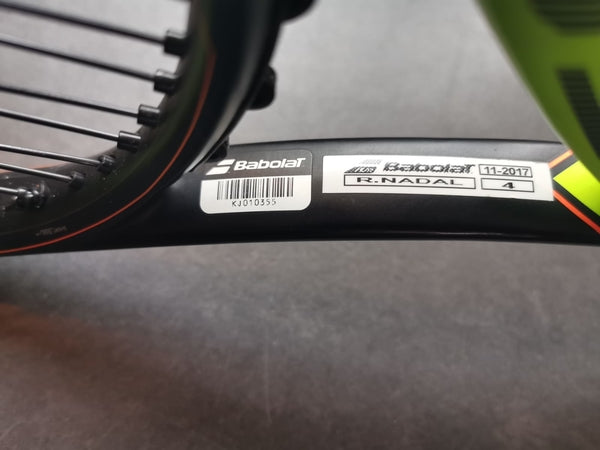 BabolaT
KJ010355
BabolaT
11-2017
R.NADAL
4